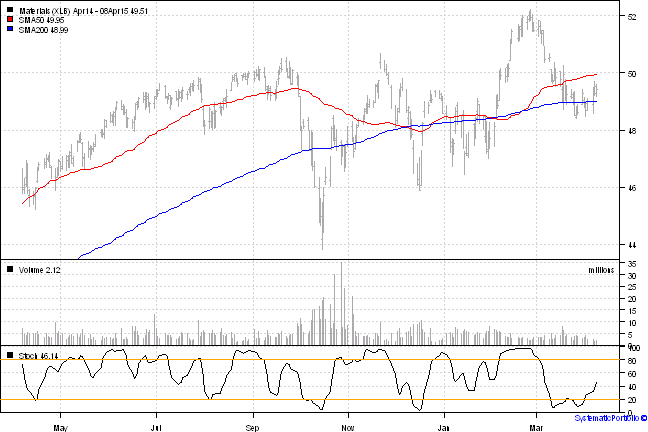 Materials (XLB) Apr14 - 08Apr15 49.51
SMA50 49.95
SMA200 48.99
52
50
48
46
44
Volume 2.12
millions
35
30
25
20
15
10
5
0
Stoch 46.14
100
80
60
40
20
0
May Jul Sep Nov Jan Mar
SystematicPortfolio ©